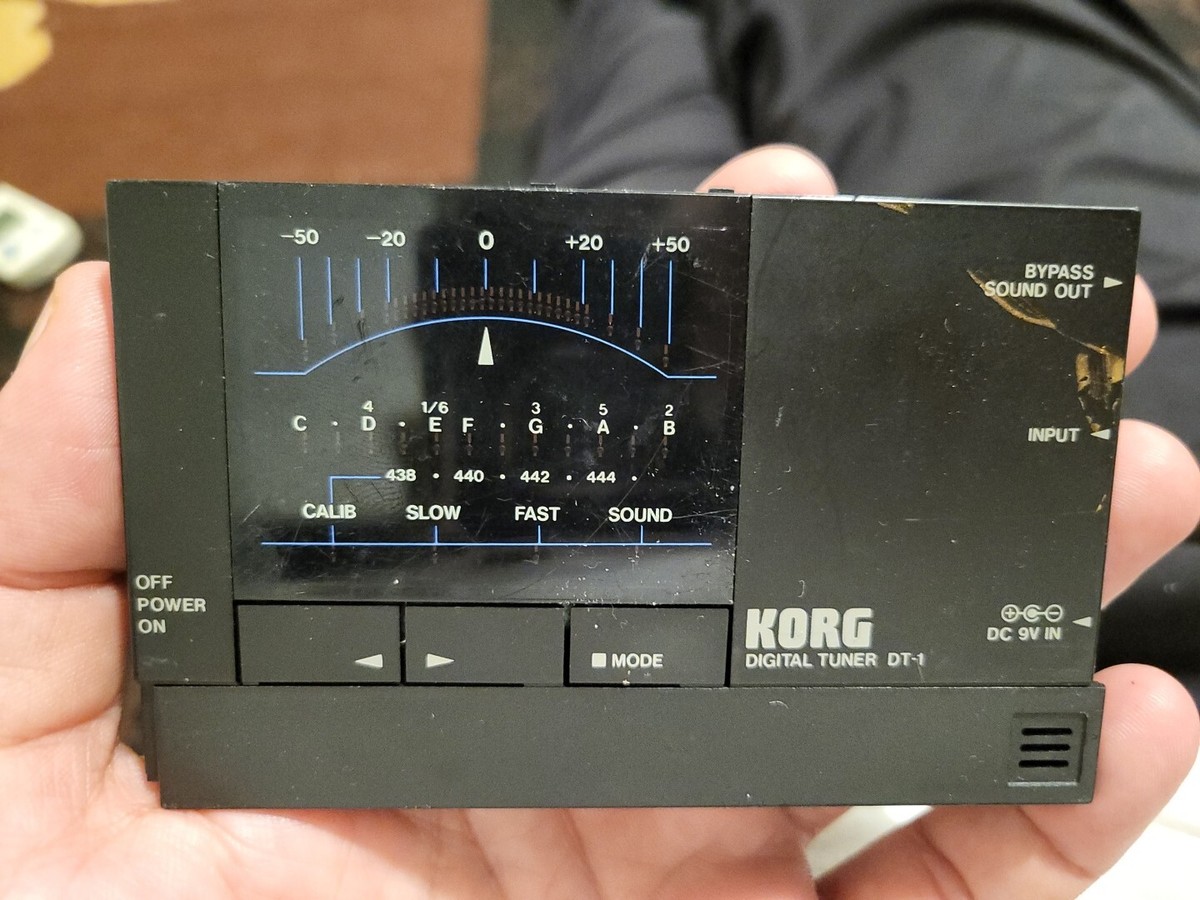 −50 −20 0 +20 +50
4 1/6 3 5 2
C · D · E F · G · A · B
438 · 440 · 442 · 444 ·
CALIB SLOW FAST SOUND
OFF
POWER
ON
◀ ▶ ■ MODE
BYPASS
SOUND OUT ▶
INPUT ◀
KORG
DIGITAL TUNER DT-1
DC 9V IN ◀